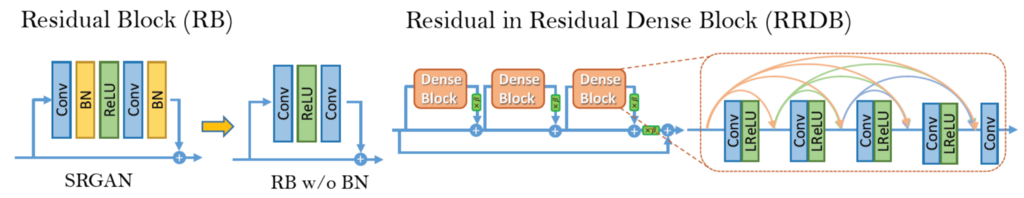 Residual Block (RB)
Conv
BN
ReLU
Conv
BN
SRGAN
Conv
ReLU
Conv
RB w/o BN
Residual in Residual Dense Block (RRDB)
Dense
Block
Dense
Block
Dense
Block
×β
×β
×β
×β
Conv
LReLU
Conv
LReLU
Conv
LReLU
Conv
LReLU
Conv